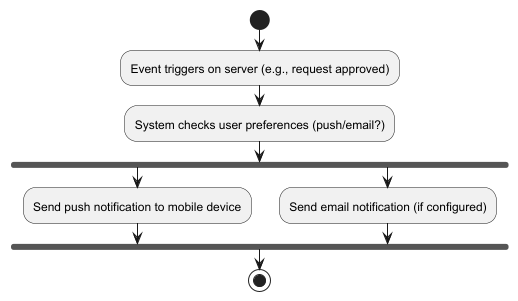 Event triggers on server (e.g., request approved)
System checks user preferences (push/email?)
Send push notification to mobile device
Send email notification (if configured)